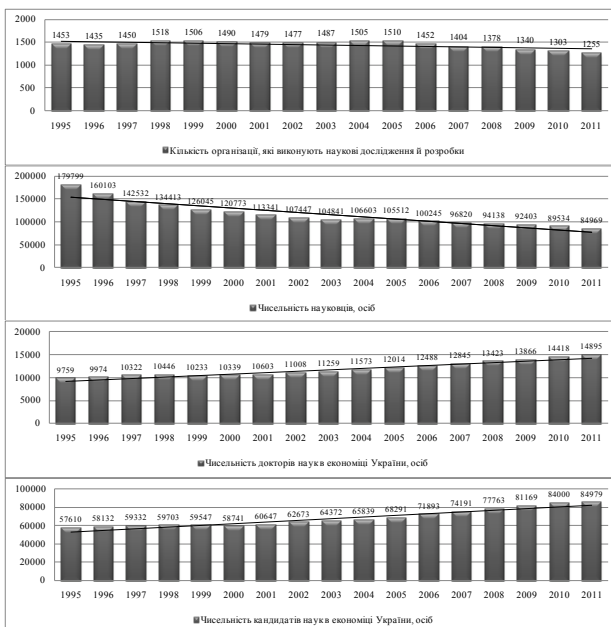 2000
1453 1435 1450 1518 1506 1490 1479 1477 1487 1505 1510 1452 1404 1378 1340 1303 1255
1500
1000
500
0
1995 1996 1997 1998 1999 2000 2001 2002 2003 2004 2005 2006 2007 2008 2009 2010 2011
Кількість організації, які виконують наукові дослідження й розробки
200000
179799 160103 142532 134413 126045 120773 113341 107447 104841 106603 105512 100245 96820 94138 92403 89534 84969
150000
100000
50000
0
1995 1996 1997 1998 1999 2000 2001 2002 2003 2004 2005 2006 2007 2008 2009 2010 2011
Чисельність науковців, осіб
20000
9759 9974 10322 10446 10233 10339 10603 11008 11259 11573 12014 12488 12845 13423 13866 14418 14895
15000
10000
5000
0
1995 1996 1997 1998 1999 2000 2001 2002 2003 2004 2005 2006 2007 2008 2009 2010 2011
Чисельність докторів наук в економіці України, осіб
100000
57610 58132 59332 59703 59547 58741 60647 62673 64372 65839 68291 71893 74191 77763 81169 84000 84979
80000
60000
40000
20000
0
1995 1996 1997 1998 1999 2000 2001 2002 2003 2004 2005 2006 2007 2008 2009 2010 2011
Чисельність кандидатів наук в економіці України, осіб